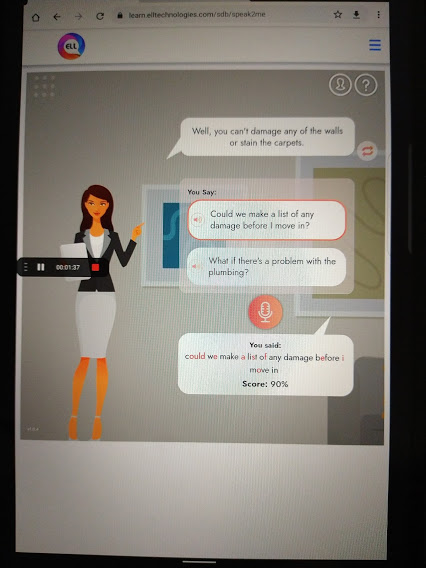 learn.elltechnologies.com/sdb/speak2me
ELL
?
Well, you can't damage any of the walls
or stain the carpets.
You Say:
Could we make a list of any
damage before I move in?
What if there's a problem with the
plumbing?
00:01:37
You said:
could we make a list of any damage before i
move in
Score: 90%